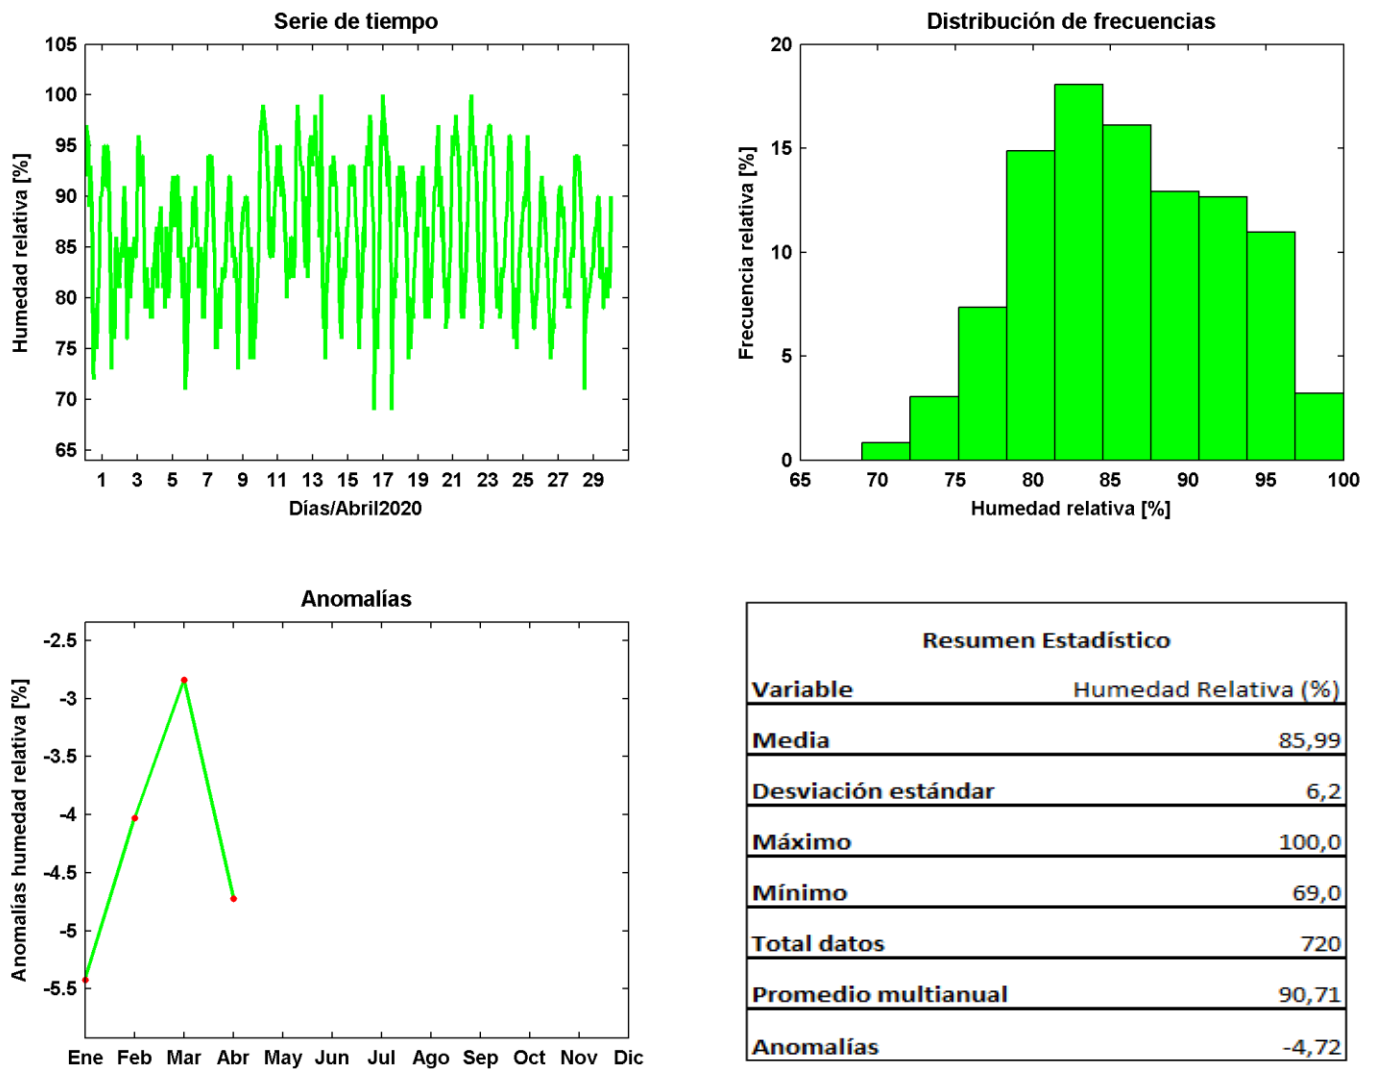 Serie de tiempo
105
100
95
90
85
80
75
70
65
Humedad relativa [%]
1 3 5 7 9 11 13 15 17 19 21 23 25 27 29
Días/Abril2020
Distribución de frecuencias
20
15
10
5
0
Frecuencia relativa [%]
65 70 75 80 85 90 95 100
Humedad relativa [%]
Anomalías
-2.5
-3
-3.5
-4
-4.5
-5
-5.5
Anomalías humedad relativa [%]
Ene Feb Mar Abr May Jun Jul Ago Sep Oct Nov Dic
Resumen Estadístico
Variable Humedad Relativa (%)
Media 85,99
Desviación estándar 6,2
Máximo 100,0
Mínimo 69,0
Total datos 720
Promedio multianual 90,71
Anomalías -4,72